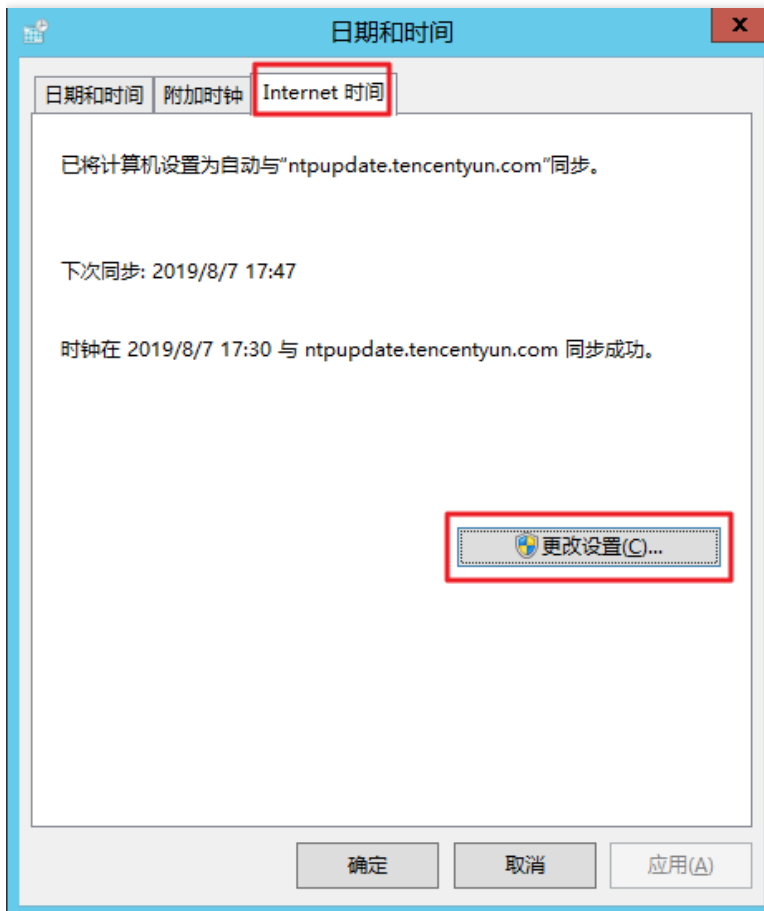 日期和时间
x
日期和时间 附加时钟 Internet 时间
已将计算机设置为自动与“ntpupdate.tencentyun.com”同步。
下次同步: 2019/8/7 17:47
时钟在 2019/8/7 17:30 与 ntpupdate.tencentyun.com 同步成功。
更改设置(C)...
确定 取消 应用(A)